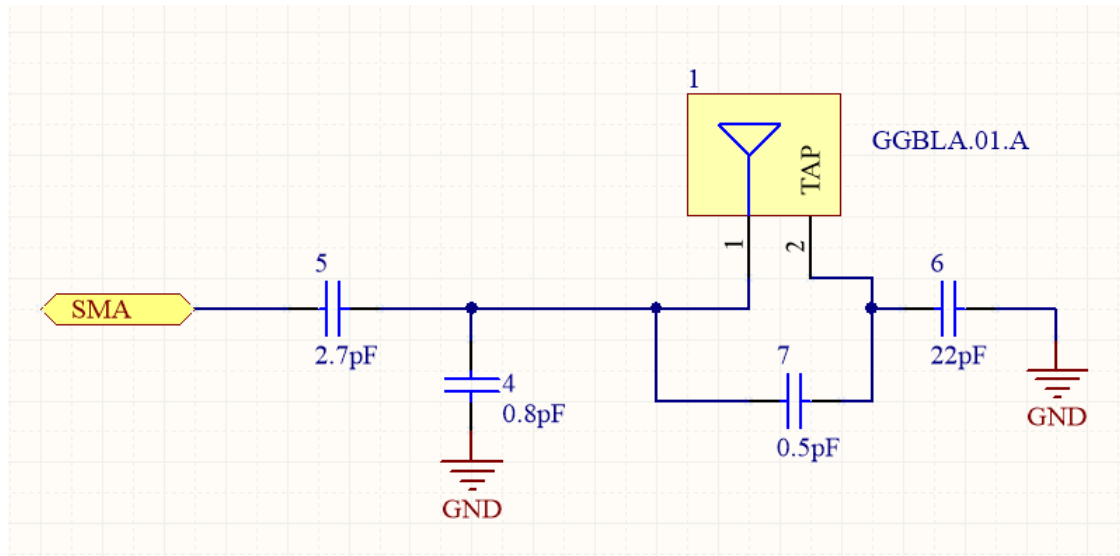 1
GGBLA.01.A
TAP
1
2
5
SMA
2.7pF
4
0.8pF
GND
7
0.5pF
6
22pF
GND